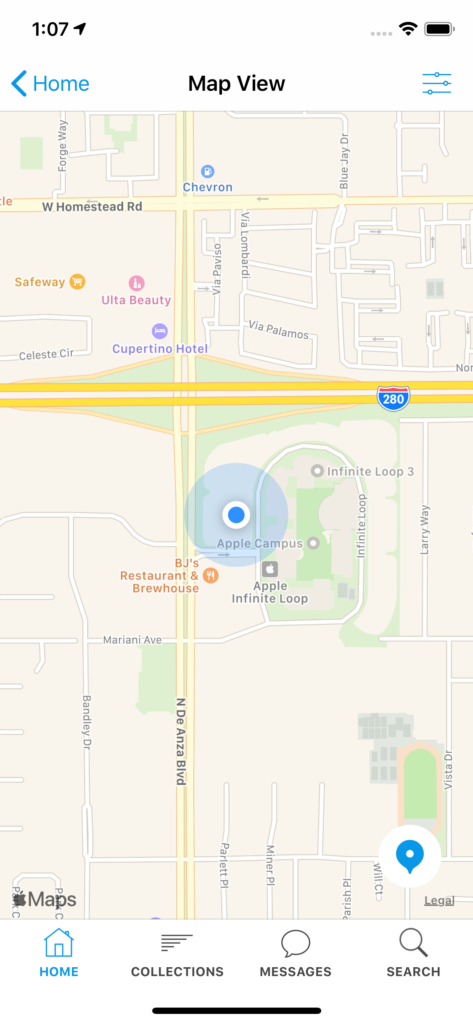 1:07
Home
Map View
Forge Way
Blue Jay Dr
Chevron
W Homestead Rd
Via Paviso
Via Lombardi
Safeway
Ulta Beauty
Via Palamos
Cupertino Hotel
Celeste Cir
280
Infinite Loop 3
Infinite Loop
Larry Way
Apple Campus
BJ's
Restaurant &
Brewhouse
Apple
Infinite Loop
Mariani Ave
Bandley Dr
N De Anza Blvd
Vista Dr
Parlett Pl
Miner Pl
Parish Pl
Will Ct
Maps
Legal
HOME
COLLECTIONS
MESSAGES
SEARCH